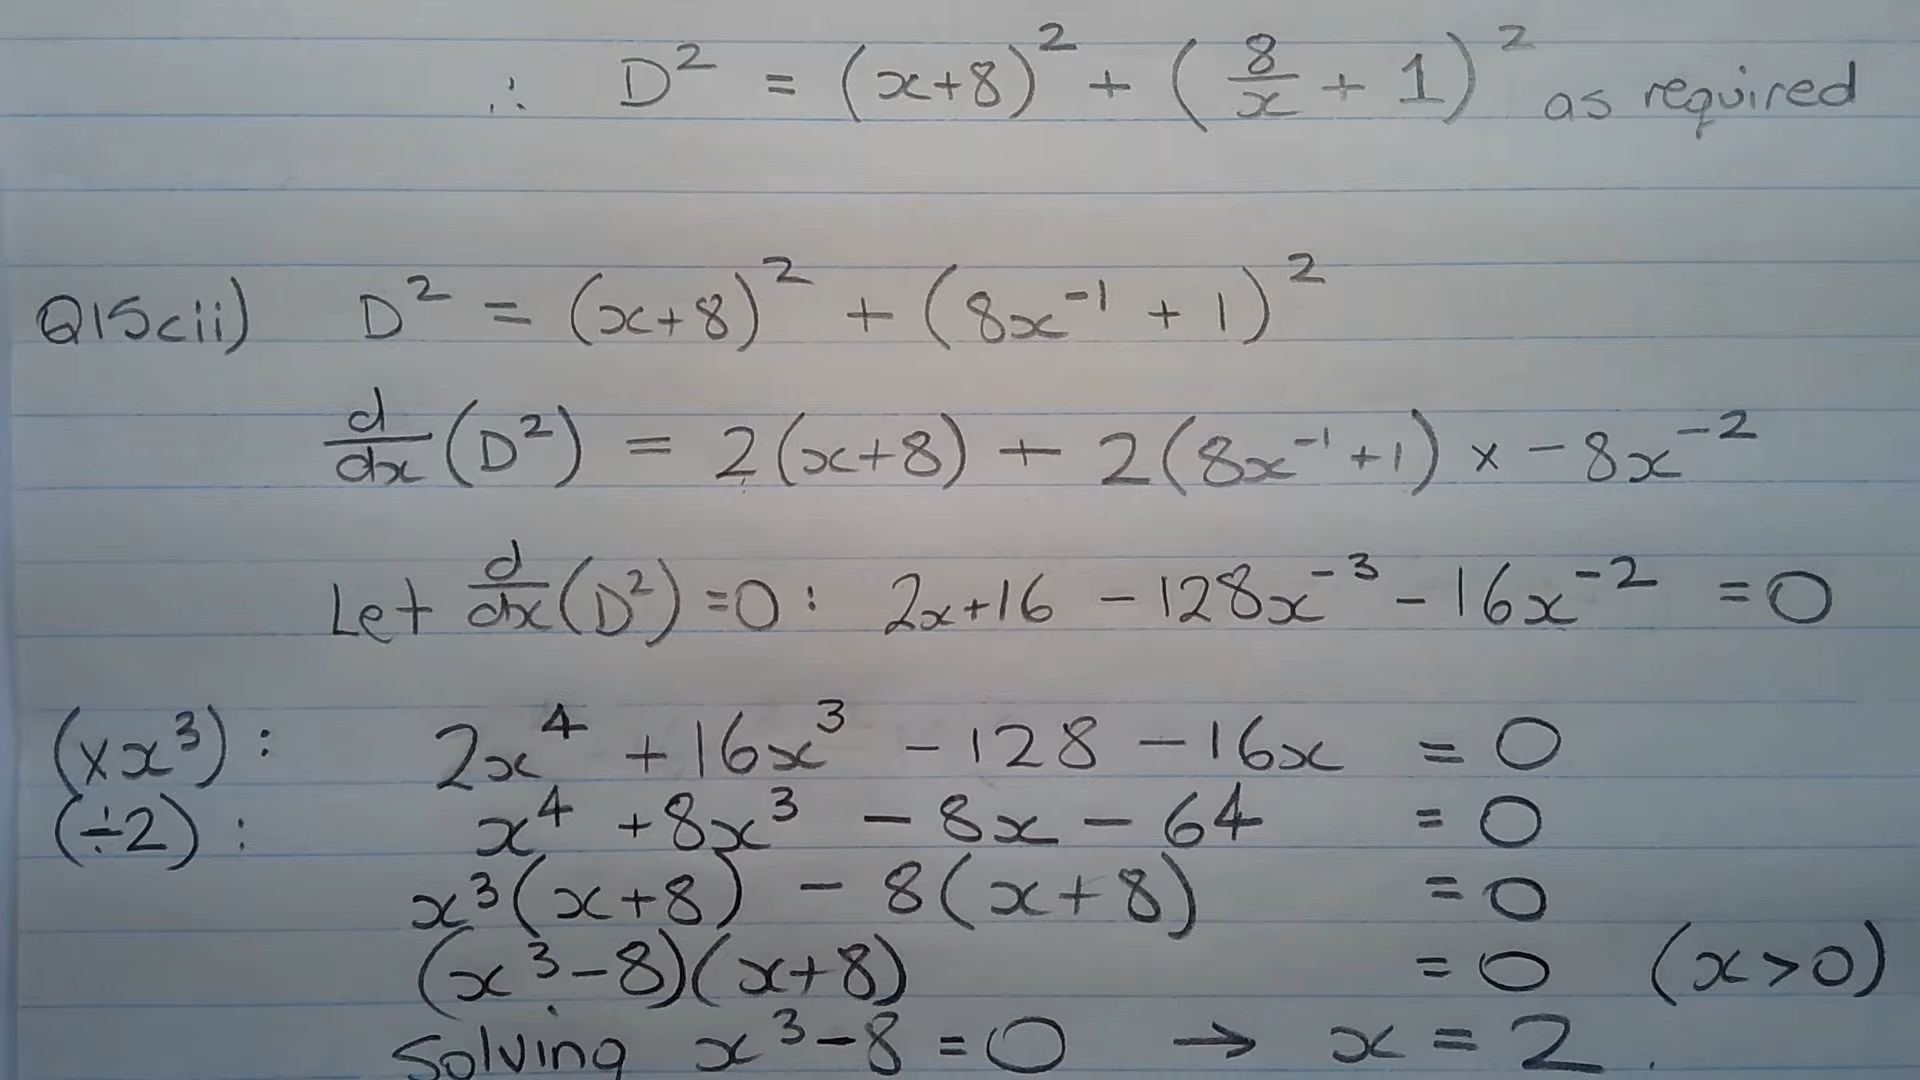 ∴ D² = (x+8)² + (8/x + 1)² as required
Q15cii) D² = (x+8)² + (8x⁻¹ + 1)²
d/dx (D²) = 2(x+8) + 2(8x⁻¹+1) × -8x⁻²
Let d/dx (D²) = 0 : 2x+16 - 128x⁻³ - 16x⁻² = 0
(×x³) : 2x⁴ + 16x³ - 128 - 16x = 0
(÷2) : x⁴ + 8x³ - 8x - 64 = 0
x³(x+8) - 8(x+8) = 0
(x³-8)(x+8) = 0 (x>0)
Solving x³-8 = 0 → x = 2.